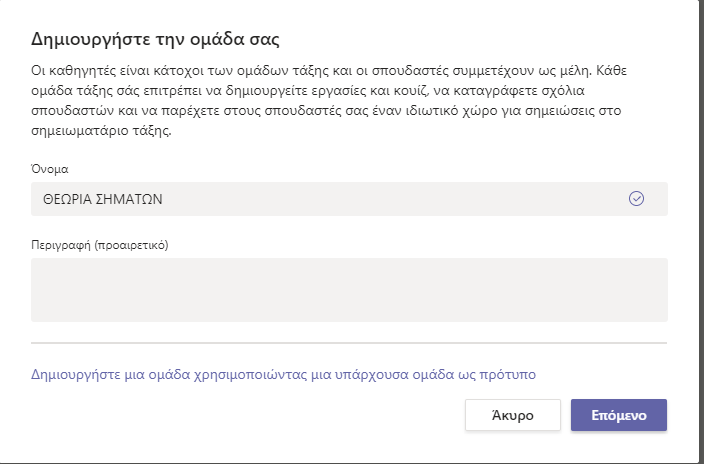 Δημιουργήστε την ομάδα σας
Οι καθηγητές είναι κάτοχοι των ομάδων τάξης και οι σπουδαστές συμμετέχουν ως μέλη. Κάθε
ομάδα τάξης σάς επιτρέπει να δημιουργείτε εργασίες και κουίζ, να καταγράφετε σχόλια
σπουδαστών και να παρέχετε στους σπουδαστές σας έναν ιδιωτικό χώρο για σημειώσεις στο
σημειωματάριο τάξης.
Όνομα
ΘΕΩΡΙΑ ΣΗΜΑΤΩΝ
Περιγραφή (προαιρετικό)
Δημιουργήστε μια ομάδα χρησιμοποιώντας μια υπάρχουσα ομάδα ως πρότυπο
Άκυρο Επόμενο